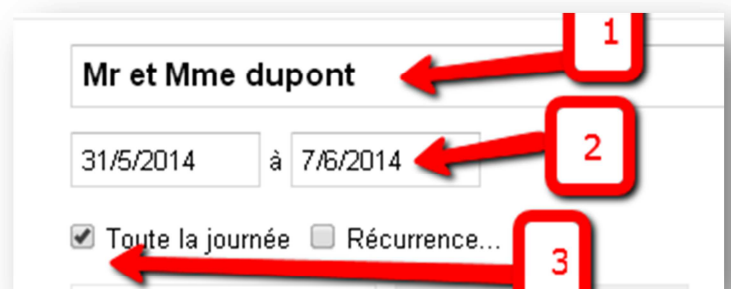 1
Mr et Mme dupont
31/5/2014 à 7/6/2014 2
Toute la journée Récurrence... 3